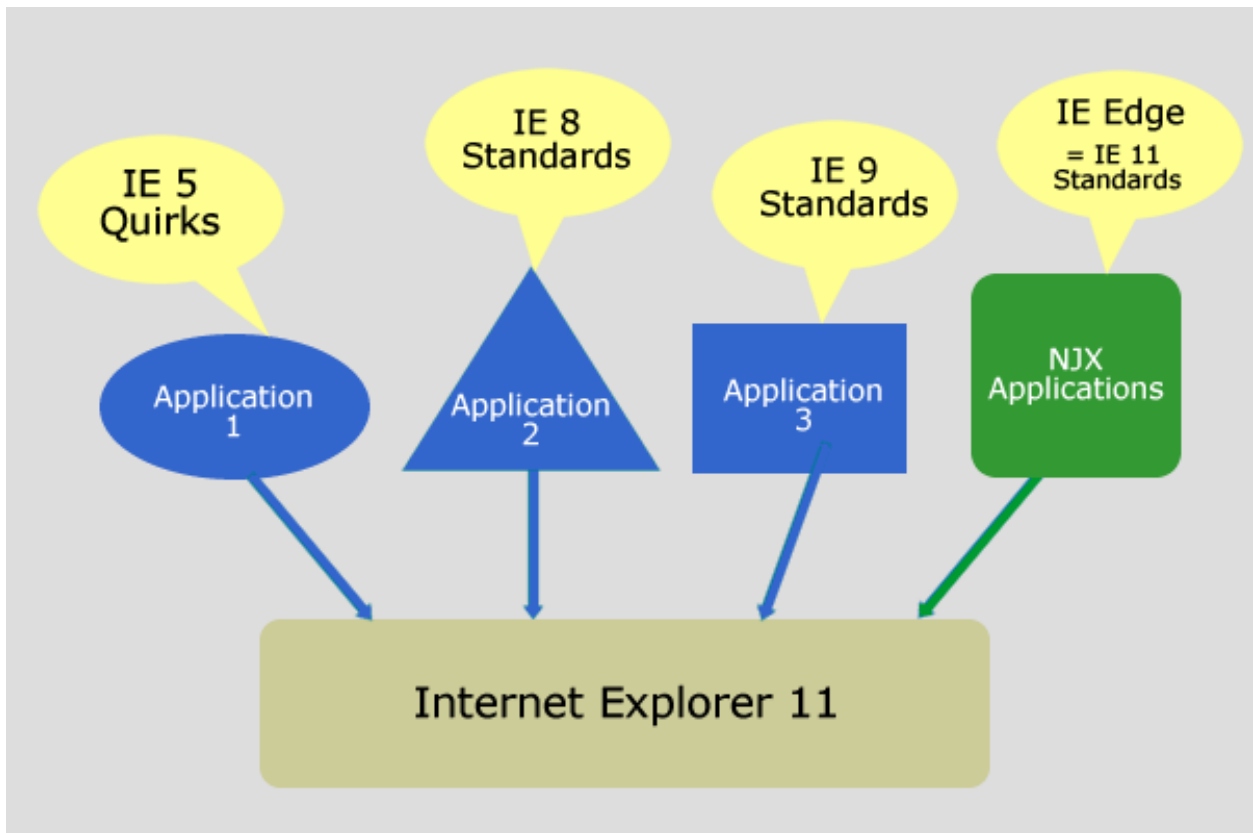 IE 5
Quirks
IE 8
Standards
IE 9
Standards
IE Edge
= IE 11
Standards
Application
1
Application
2
Application
3
NJX
Applications
Internet Explorer 11